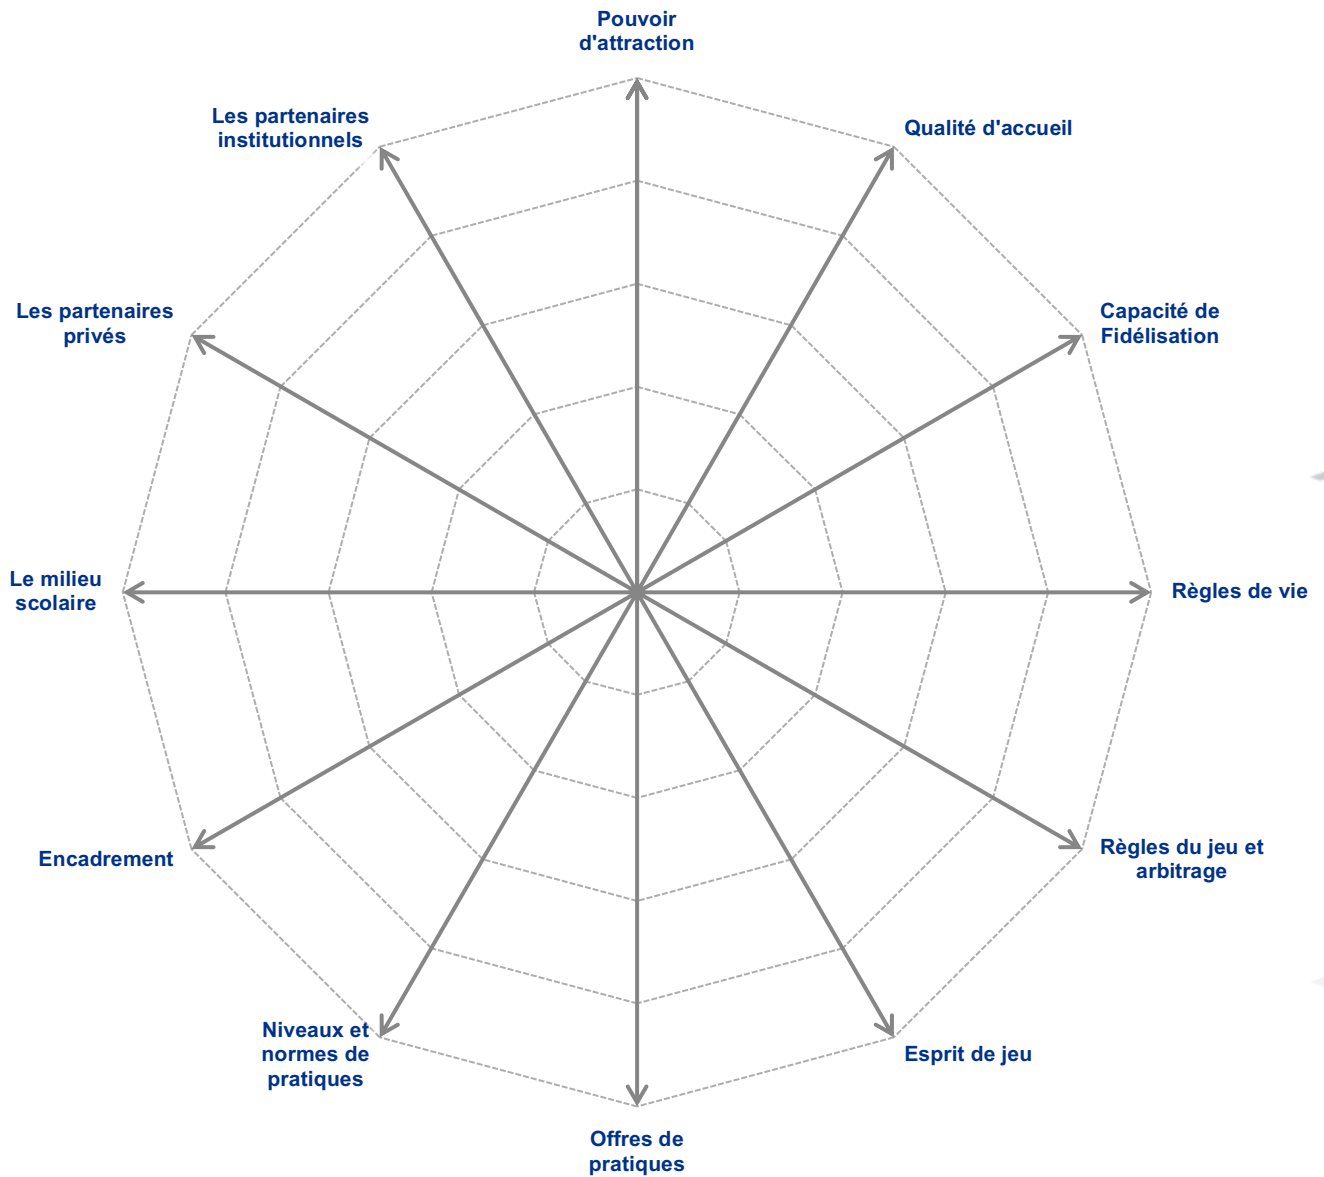 Pouvoir
d'attraction
Qualité d'accueil
Capacité de
Fidélisation
Règles de vie
Règles du jeu et
arbitrage
Esprit de jeu
Offres de
pratiques
Niveaux et
normes de
pratiques
Encadrement
Le milieu
scolaire
Les partenaires
privés
Les partenaires
institutionnels